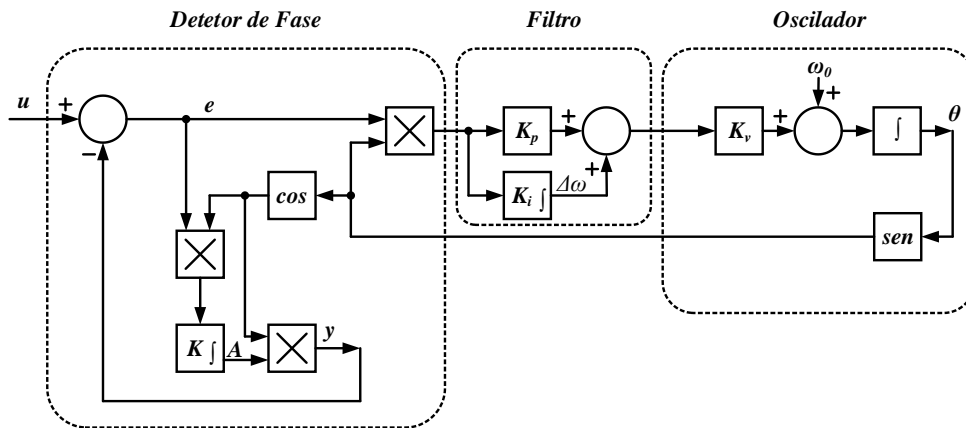 Detetor de Fase
Filtro
Oscilador
u
+
−
e
K_p
+
+
K_i ∫
Δω
K_v
+
ω_0
+
∫
θ
sen
cos
K ∫
A
y